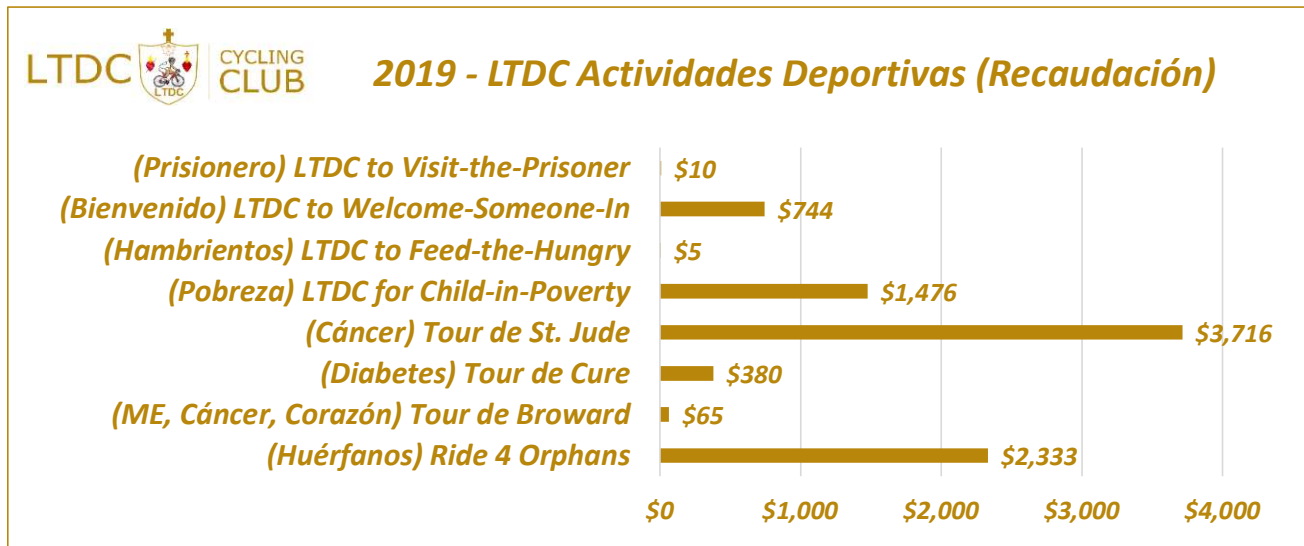 LTDC
LTDC
CYCLING
CLUB
2019 - LTDC Actividades Deportivas (Recaudación)
(Prisionero) LTDC to Visit-the-Prisoner $10
(Bienvenido) LTDC to Welcome-Someone-In $744
(Hambrientos) LTDC to Feed-the-Hungry $5
(Pobreza) LTDC for Child-in-Poverty $1,476
(Cáncer) Tour de St. Jude $3,716
(Diabetes) Tour de Cure $380
(ME, Cáncer, Corazón) Tour de Broward $65
(Huérfanos) Ride 4 Orphans $2,333
$0 $1,000 $2,000 $3,000 $4,000